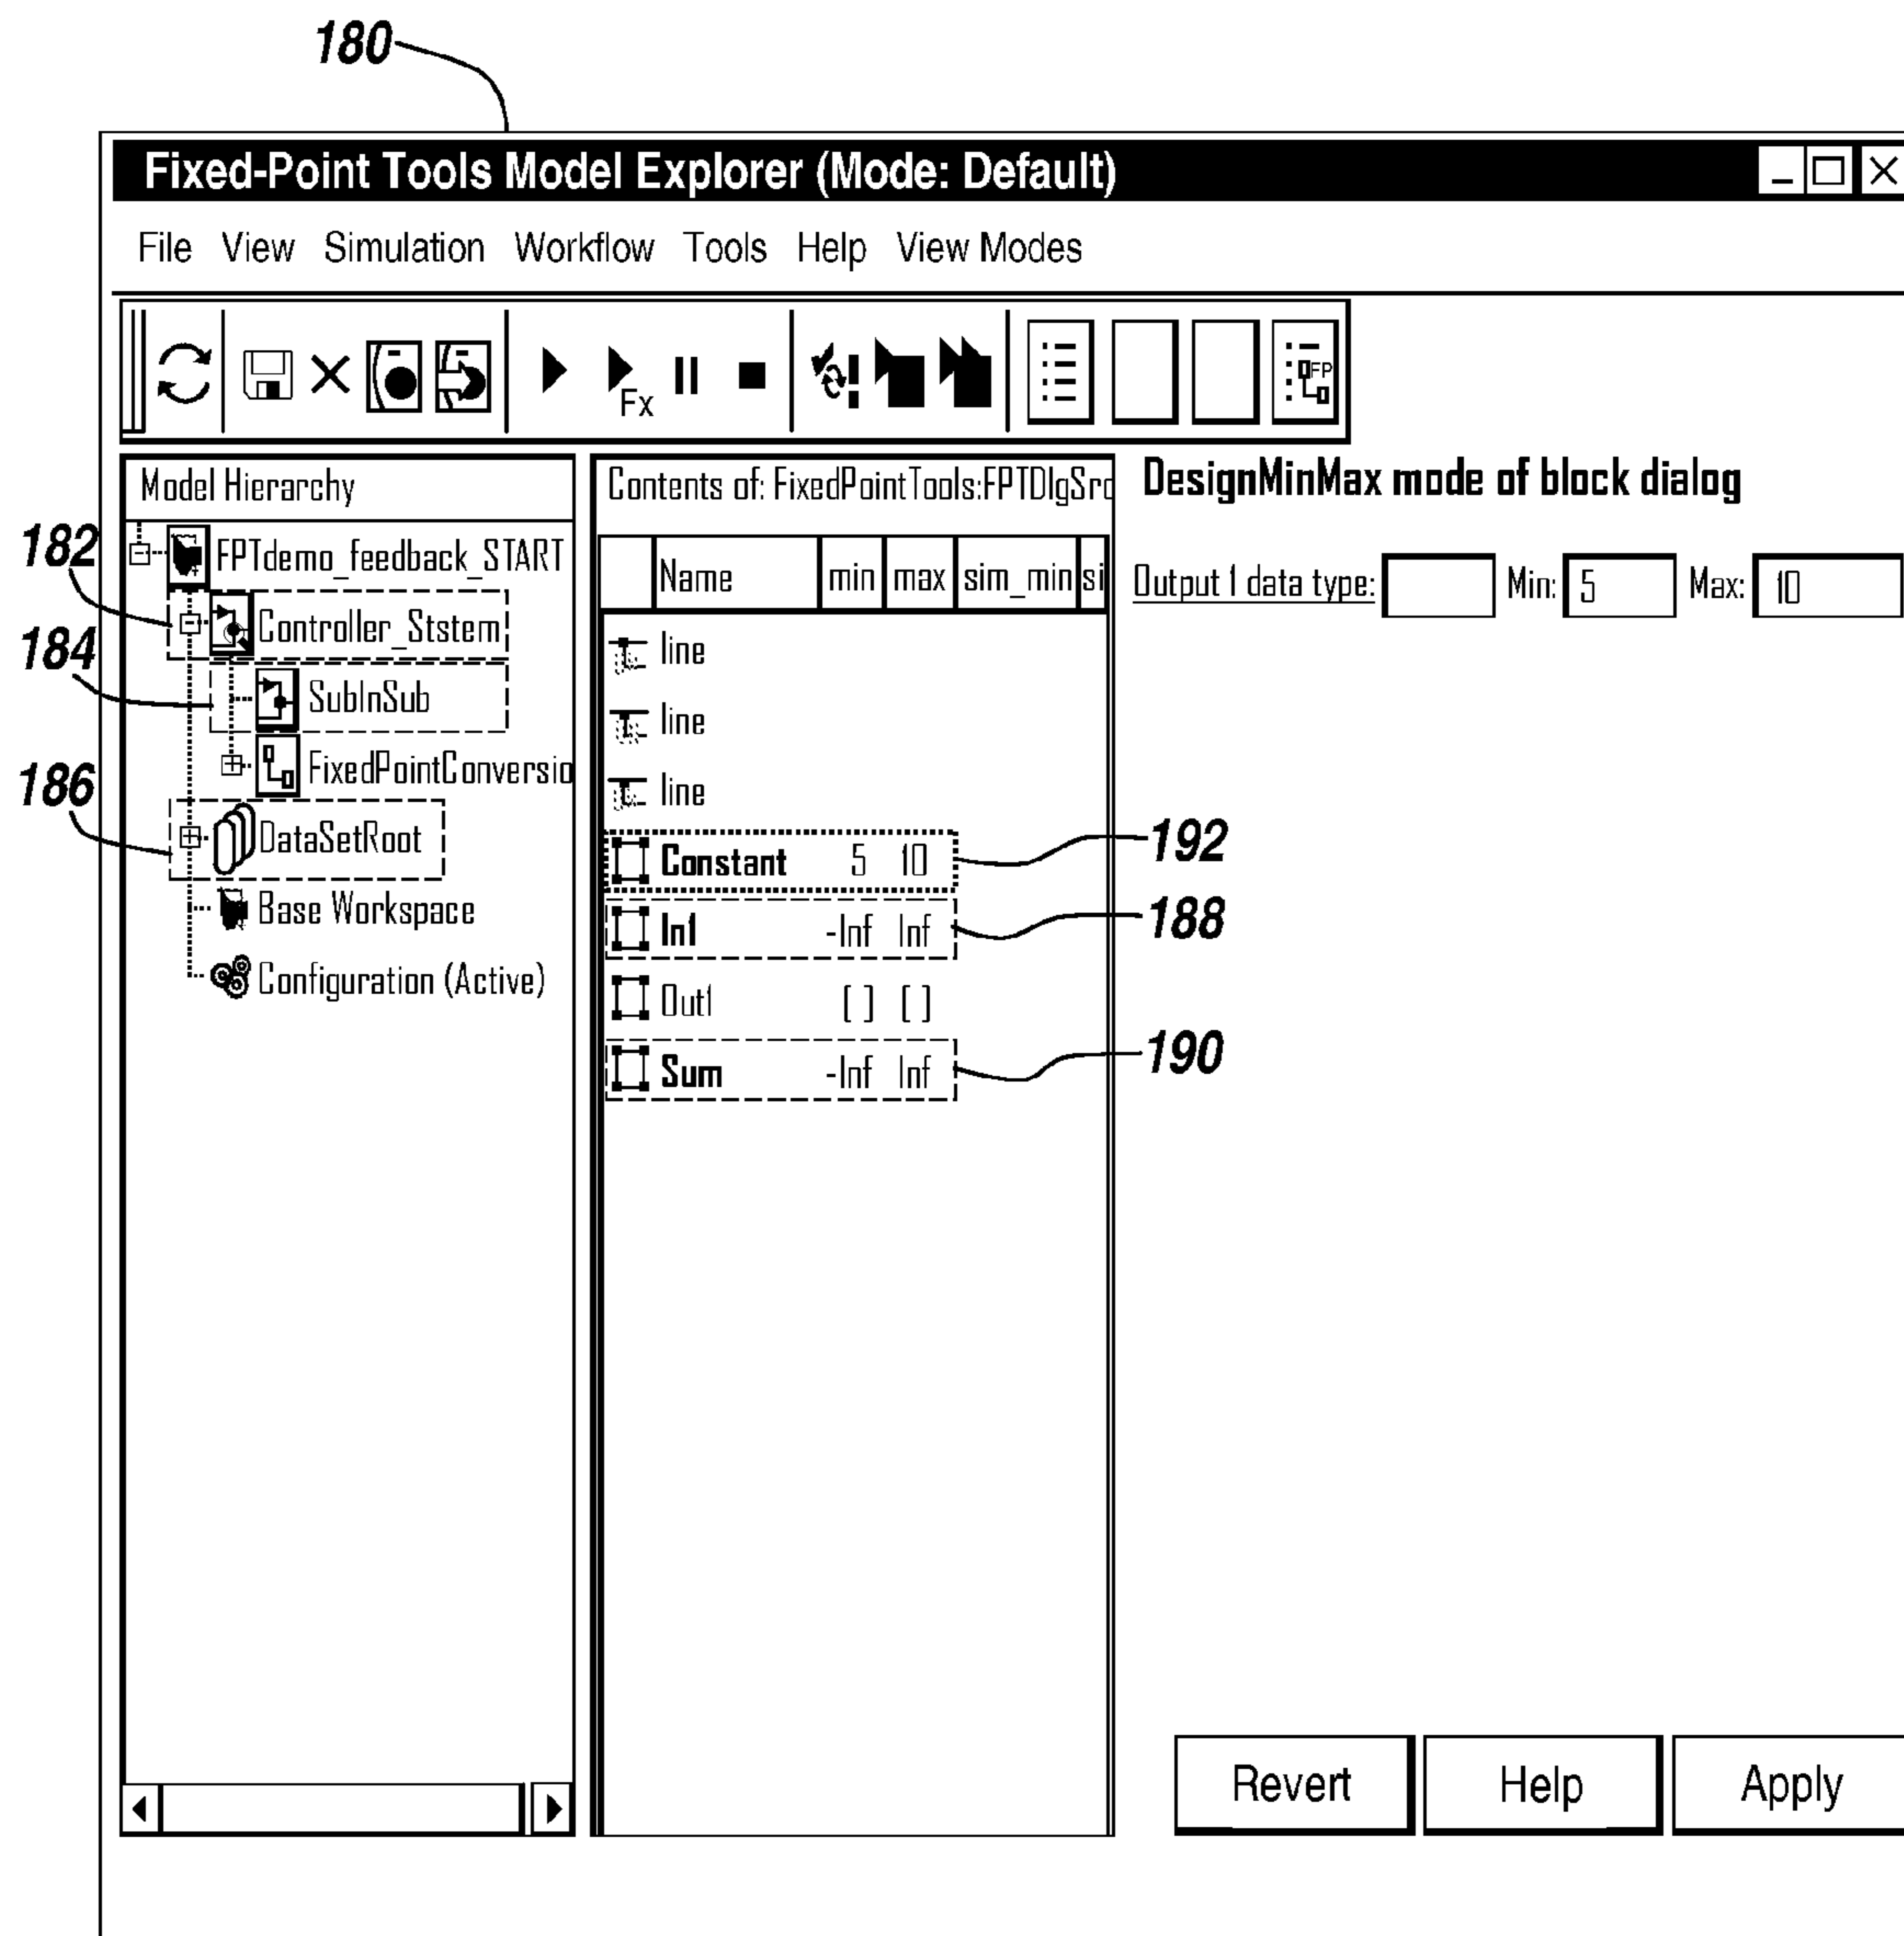 180
Fixed-Point Tools Model Explorer (Mode: Default)
File View Simulation Workflow Tools Help View Modes
Fx
FP
Model Hierarchy
182
FPTdemo_feedback_START
Controller_Ststem
184
SubInSub
FixedPointConversio
186
DataSetRoot
Base Workspace
Configuration (Active)
Contents of: FixedPointTools:FPTDlgSrc
Name min max sim_min si
line
line
line
Constant 5 10
192
In1 -Inf Inf
188
Out1 [ ] [ ]
Sum -Inf Inf
190
DesignMinMax mode of block dialog
Output 1 data type: Min: 5 Max: 10
Revert Help Apply